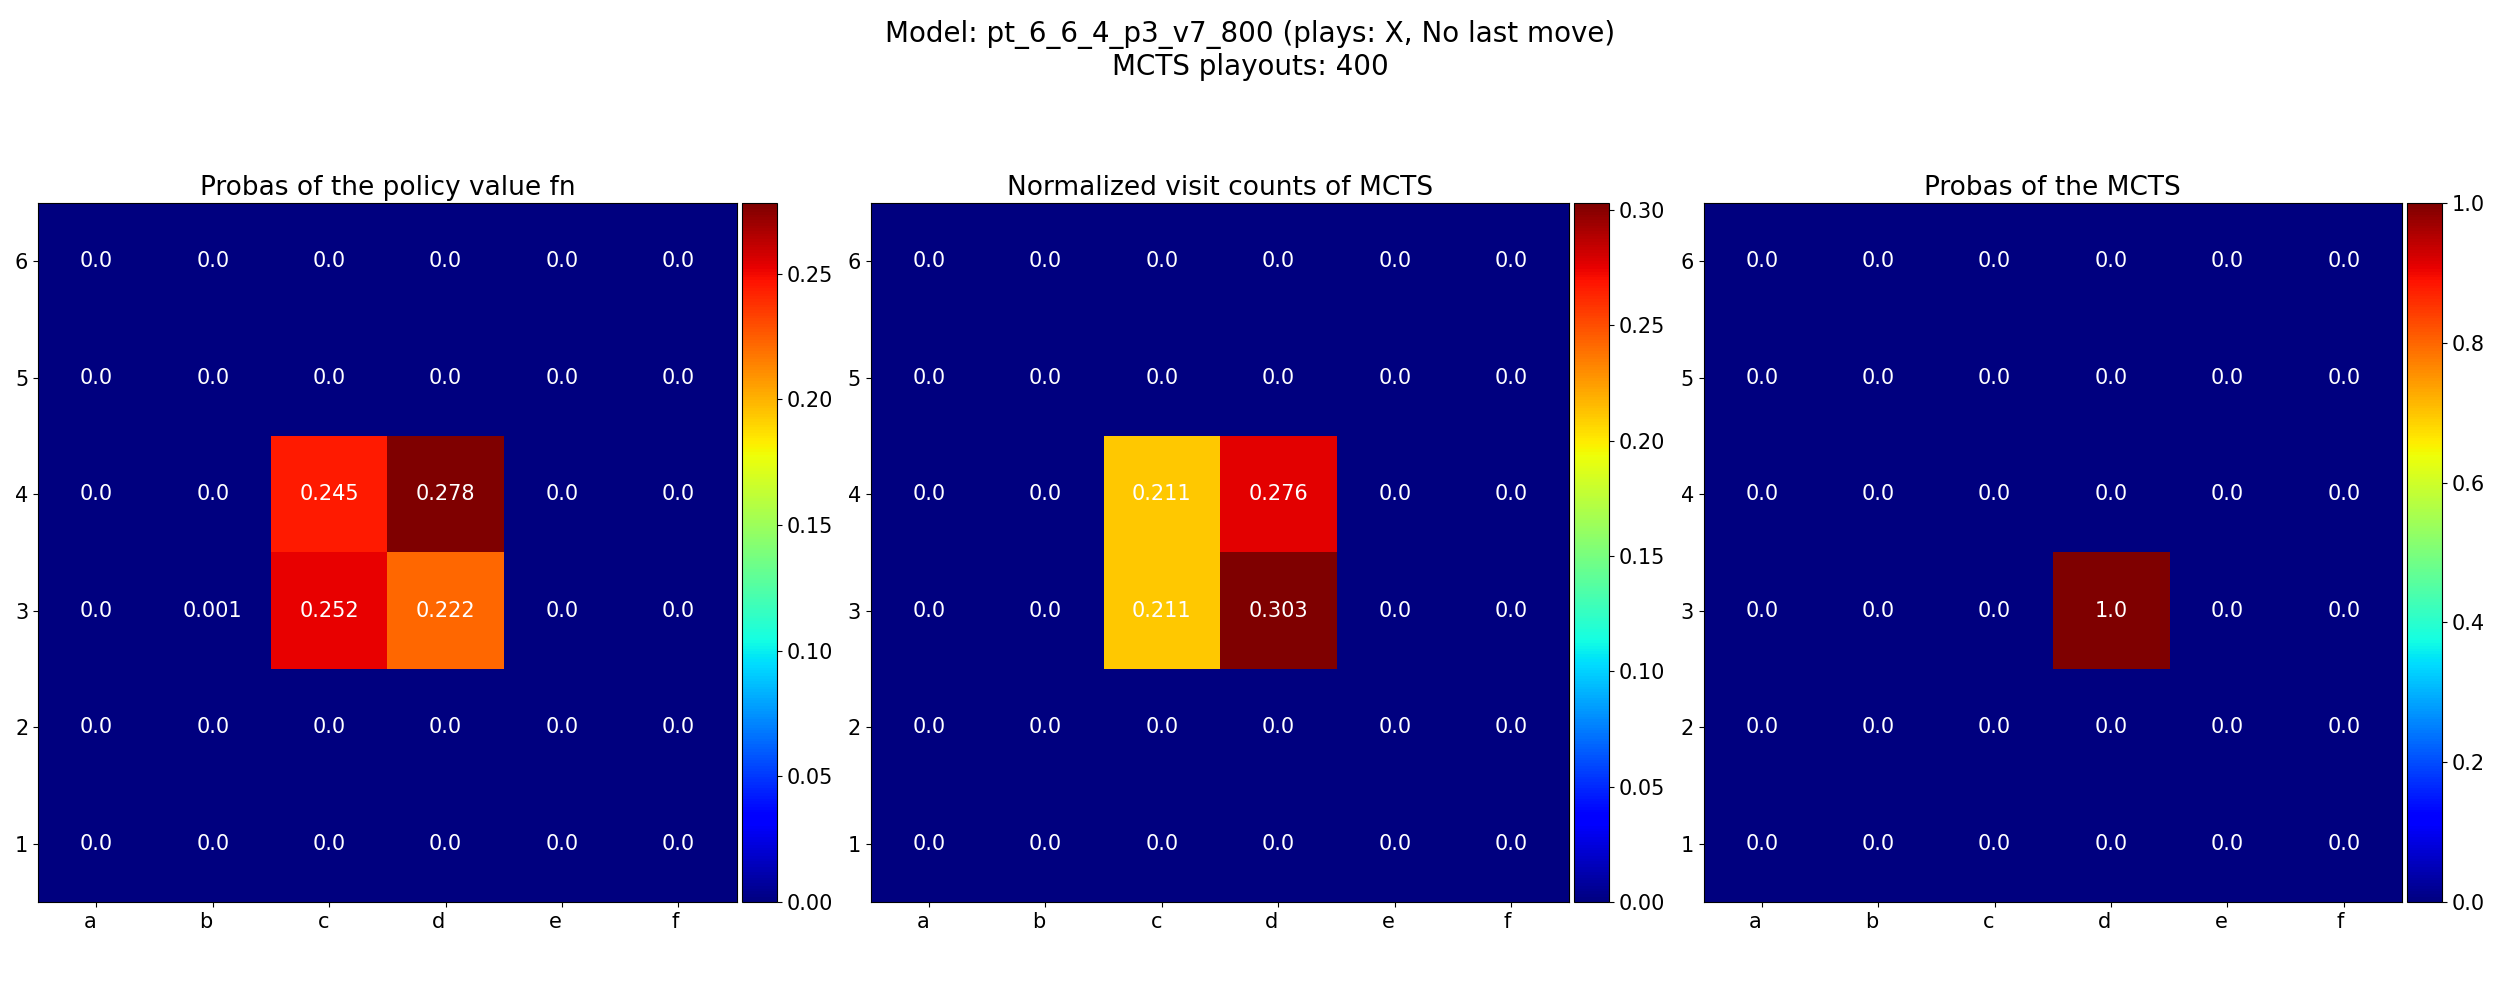 Model: pt_6_6_4_p3_v7_800 (plays: X, No last move)
MCTS playouts: 400
Probas of the policy value fn
6 0.0 0.0 0.0 0.0 0.0 0.0
5 0.0 0.0 0.0 0.0 0.0 0.0
4 0.0 0.0 0.245 0.278 0.0 0.0
3 0.0 0.001 0.252 0.222 0.0 0.0
2 0.0 0.0 0.0 0.0 0.0 0.0
1 0.0 0.0 0.0 0.0 0.0 0.0
a b c d e f
0.25
0.20
0.15
0.10
0.05
0.00
Normalized visit counts of MCTS
6 0.0 0.0 0.0 0.0 0.0 0.0
5 0.0 0.0 0.0 0.0 0.0 0.0
4 0.0 0.0 0.211 0.276 0.0 0.0
3 0.0 0.0 0.211 0.303 0.0 0.0
2 0.0 0.0 0.0 0.0 0.0 0.0
1 0.0 0.0 0.0 0.0 0.0 0.0
a b c d e f
0.30
0.25
0.20
0.15
0.10
0.05
0.00
Probas of the MCTS
6 0.0 0.0 0.0 0.0 0.0 0.0
5 0.0 0.0 0.0 0.0 0.0 0.0
4 0.0 0.0 0.0 0.0 0.0 0.0
3 0.0 0.0 0.0 1.0 0.0 0.0
2 0.0 0.0 0.0 0.0 0.0 0.0
1 0.0 0.0 0.0 0.0 0.0 0.0
a b c d e f
1.0
0.8
0.6
0.4
0.2
0.0